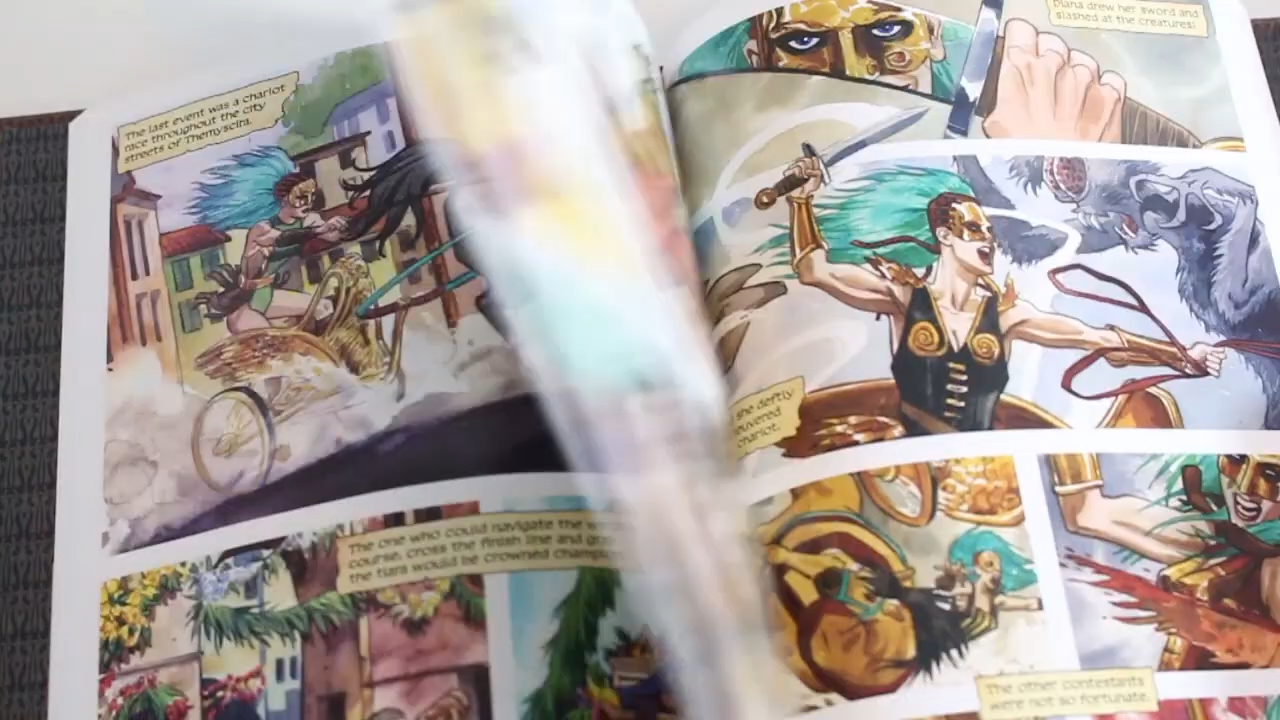 The last event was a chariot
race throughout the city
streets of Themyscira.
The one who could navigate the
course, cross the finish line and
the tiara would be crowned
Diana drew her sword and
slashed at the creatures!
she deftly
chariot.
The other contestants
were not so fortunate.